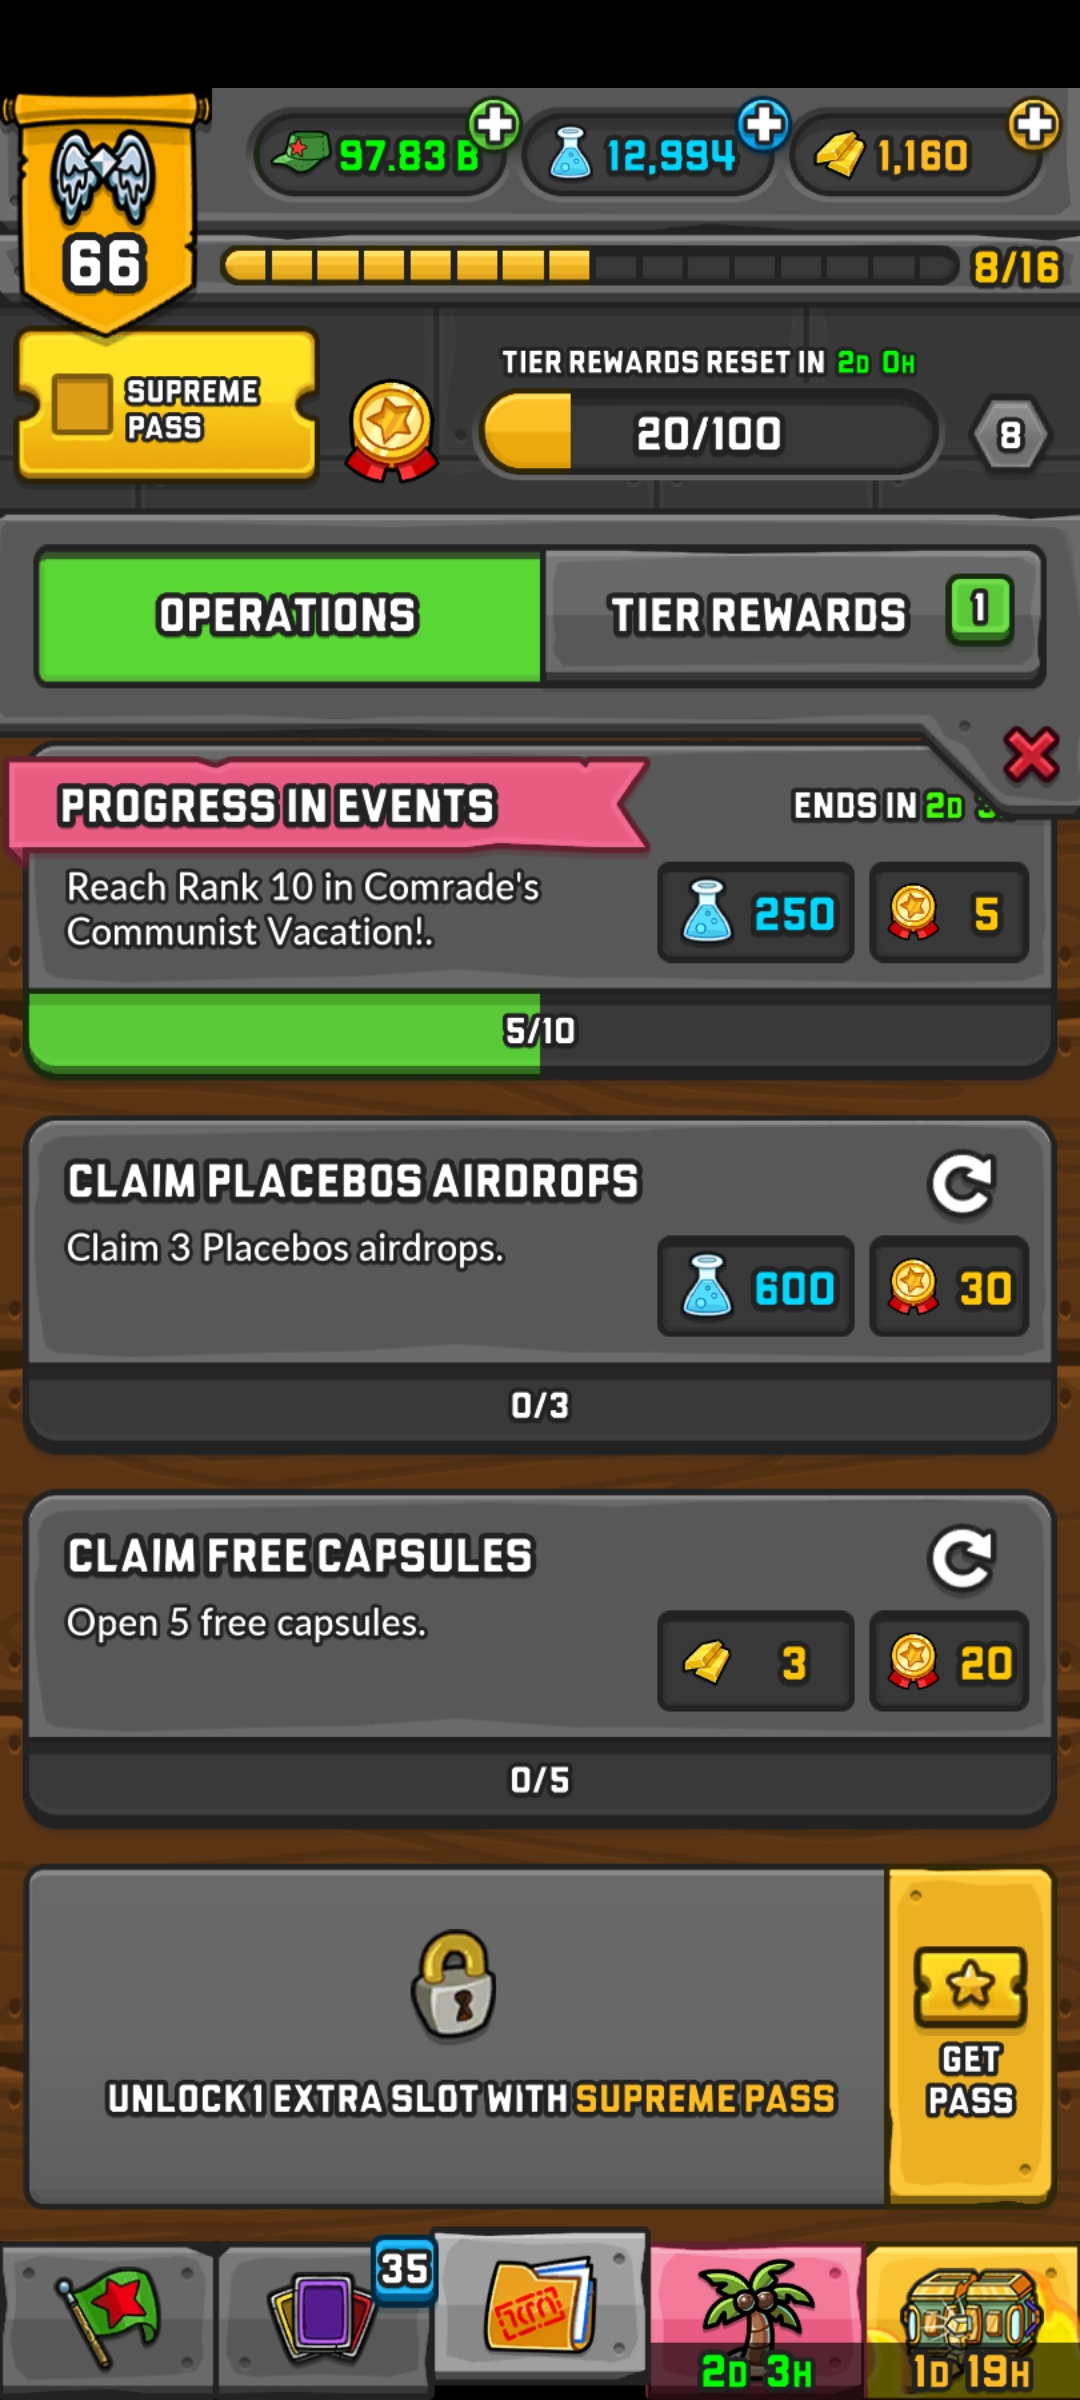 97.83 B
12,994
1,160
66
8/16
SUPREME
PASS
TIER REWARDS RESET IN 2D 0H
20/100
8
OPERATIONS
TIER REWARDS
1
PROGRESS IN EVENTS
ENDS IN 2D
Reach Rank 10 in Comrade's
Communist Vacation!.
250
5
5/10
CLAIM PLACEBOS AIRDROPS
Claim 3 Placebos airdrops.
600
30
0/3
CLAIM FREE CAPSULES
Open 5 free capsules.
3
20
0/5
UNLOCK 1 EXTRA SLOT WITH SUPREME PASS
GET
PASS
35
2D 3H
1D 19H